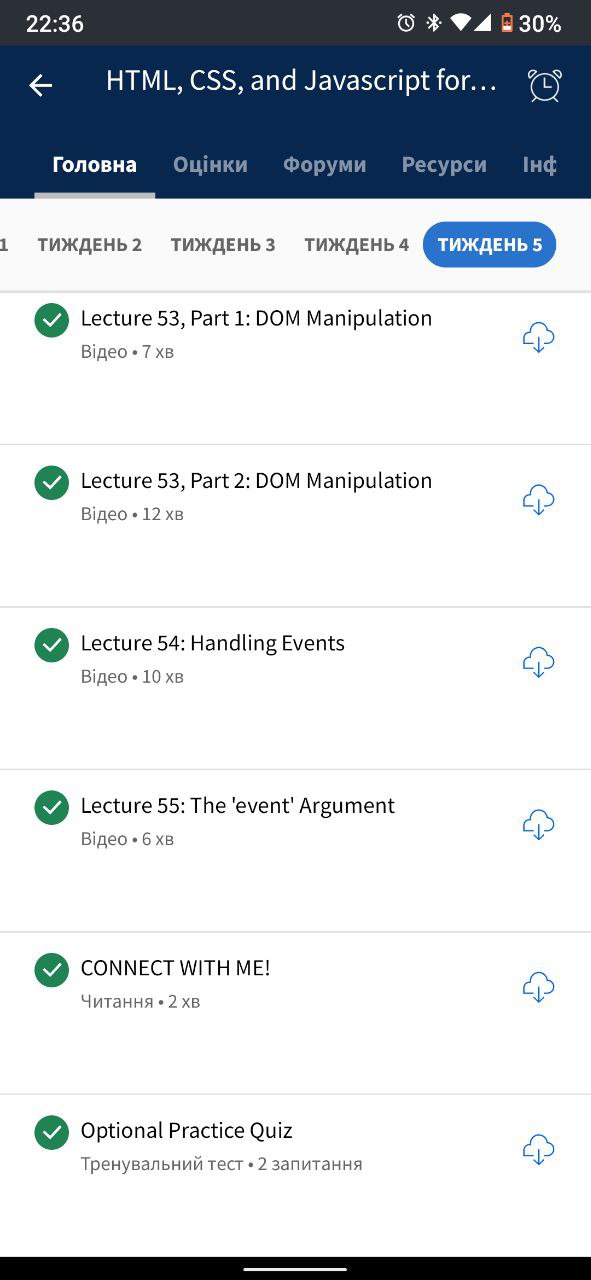 22:36
30%
HTML, CSS, and Javascript for...
Головна Оцінки Форуми Ресурси Інф
1 ТИЖДЕНЬ 2 ТИЖДЕНЬ 3 ТИЖДЕНЬ 4 ТИЖДЕНЬ 5
Lecture 53, Part 1: DOM Manipulation
Відео • 7 хв
Lecture 53, Part 2: DOM Manipulation
Відео • 12 хв
Lecture 54: Handling Events
Відео • 10 хв
Lecture 55: The 'event' Argument
Відео • 6 хв
CONNECT WITH ME!
Читання • 2 хв
Optional Practice Quiz
Тренувальний тест • 2 запитання